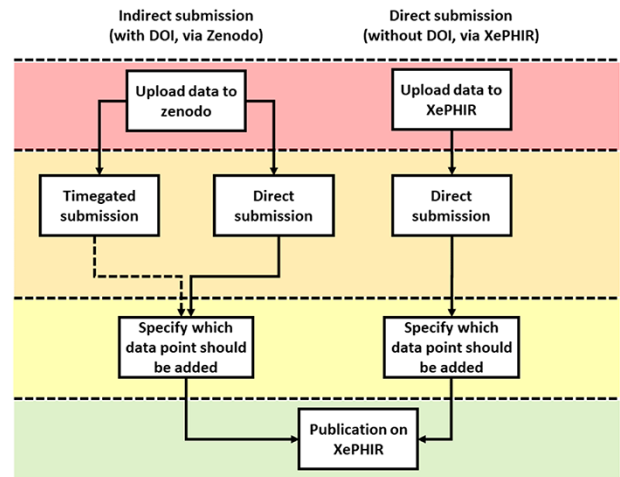 Indirect submission
(with DOI, via Zenodo)
Direct submission
(without DOI, via XePHIR)
Upload data to
zenodo
Upload data to
XePHIR
Timegated
submission
Direct
submission
Direct
submission
Specify which
data point should
be added
Specify which
data point should
be added
Publication on
XePHIR